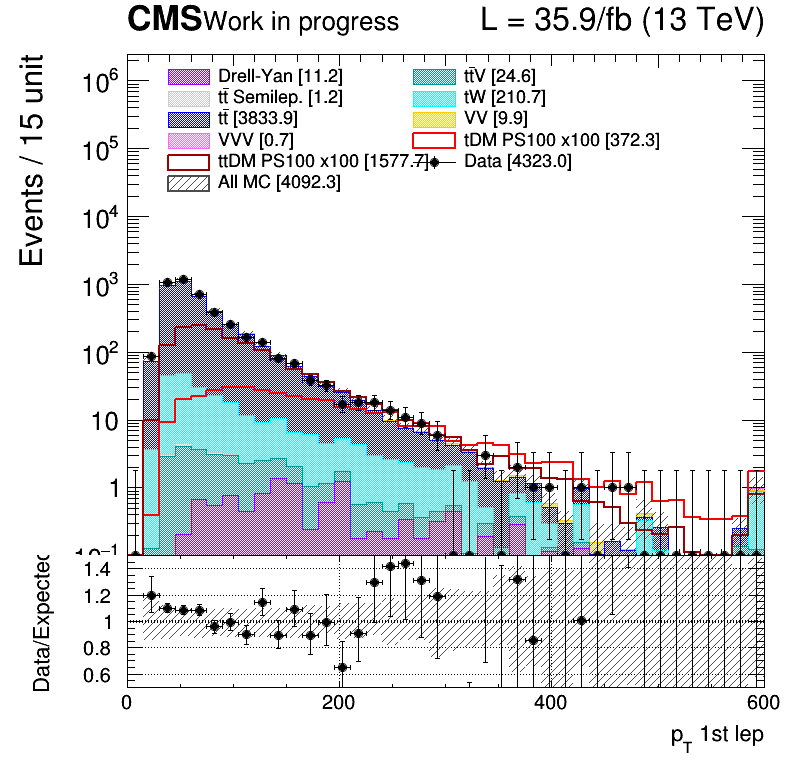 CMS Work in progress L = 35.9/fb (13 TeV)
Events / 15 unit
Drell-Yan [11.2] tt̄V [24.6]
tt̄ Semilep. [1.2] tW [210.7]
tt̄ [3833.9] VV [9.9]
VVV [0.7] tDM PS100 x100 [372.3]
ttDM PS100 x100 [1577.7] Data [4323.0]
All MC [4092.3]
10⁶
10⁵
10⁴
10³
10²
10
1
10⁻¹
Data/Expected
1.4
1.2
1
0.8
0.6
0 200 400 600
p_T 1st lep